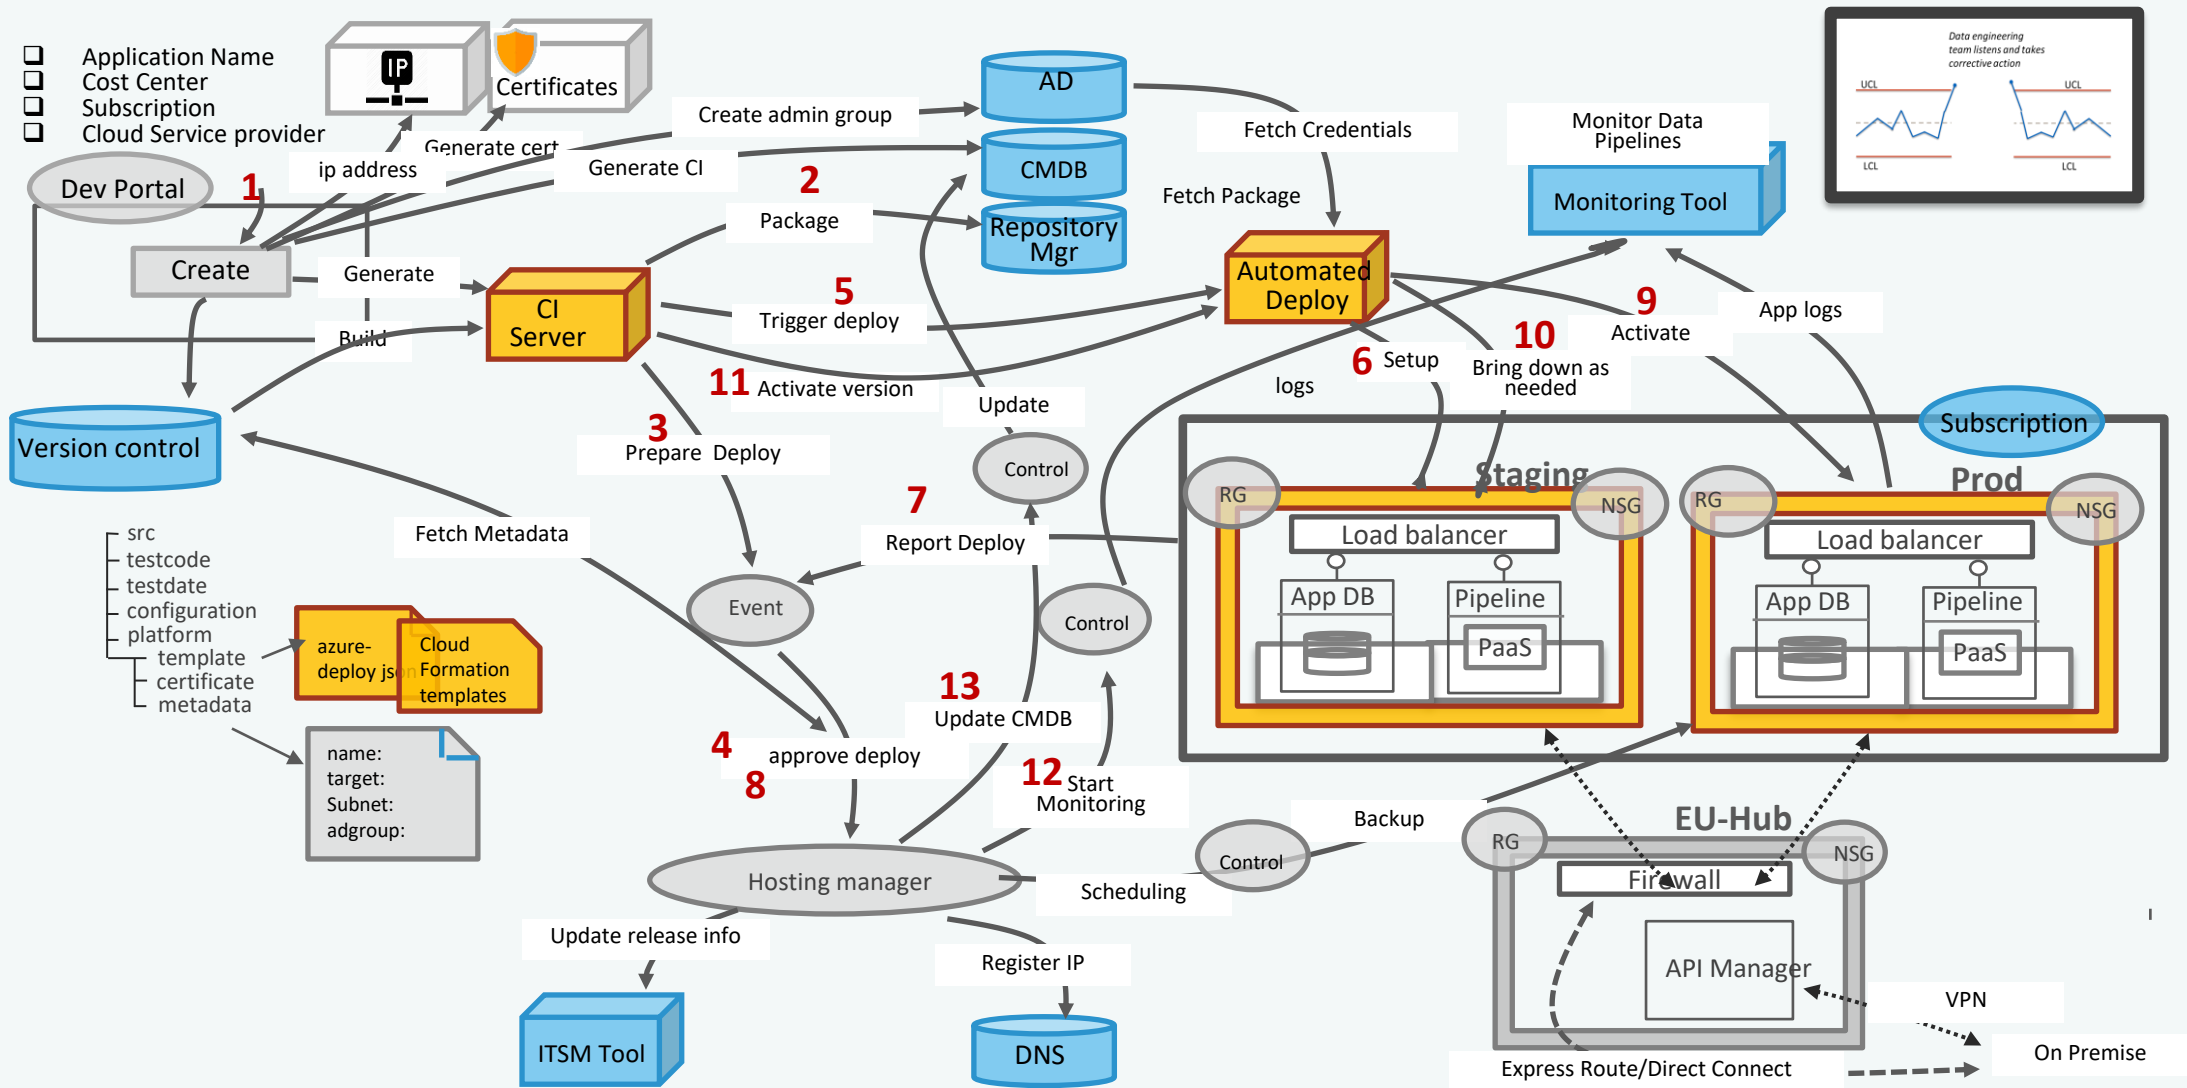 Application Name
Cost Center
Subscription
Cloud Service provider
Dev Portal
1
Create
IP
Certificates
ip address
Generate cert
Create admin group
Generate CI
2
Package
Generate
Build
CI
Server
AD
CMDB
Repository
Mgr
Fetch Credentials
Fetch Package
Automated
Deploy
Monitor Data
Pipelines
Monitoring Tool
Data engineering
team listens and takes
corrective action
UCL
UCL
LCL
LCL
5
Trigger deploy
11 Activate version
3
Prepare Deploy
Update
Control
logs
6 Setup
10
Bring down as
needed
9
Activate
App logs
Subscription
Version control
Fetch Metadata
7
Report Deploy
Event
Control
src
testcode
testdate
configuration
platform
template
certificate
metadata
azure-
deploy json
Cloud
Formation
templates
name:
target:
Subnet:
adgroup:
4
approve deploy
8
13
Update CMDB
12 Start
Monitoring
Hosting manager
Scheduling
Control
Backup
Update release info
Register IP
ITSM Tool
DNS
Staging
RG
NSG
Load balancer
App DB
Pipeline
PaaS
Prod
RG
NSG
Load balancer
App DB
Pipeline
PaaS
EU-Hub
RG
NSG
Firewall
API Manager
VPN
On Premise
Express Route/Direct Connect